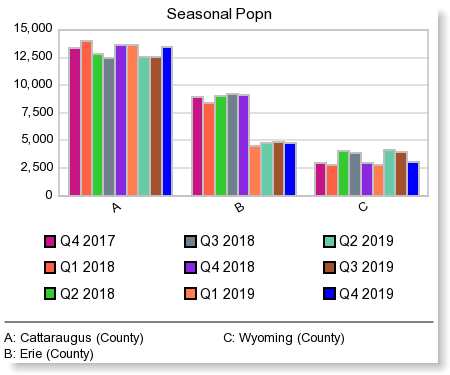 Seasonal Popn
15,000
12,500
10,000
7,500
5,000
2,500
0
A B C
Q4 2017 Q3 2018 Q2 2019
Q1 2018 Q4 2018 Q3 2019
Q2 2018 Q1 2019 Q4 2019
A: Cattaraugus (County) C: Wyoming (County)
B: Erie (County)